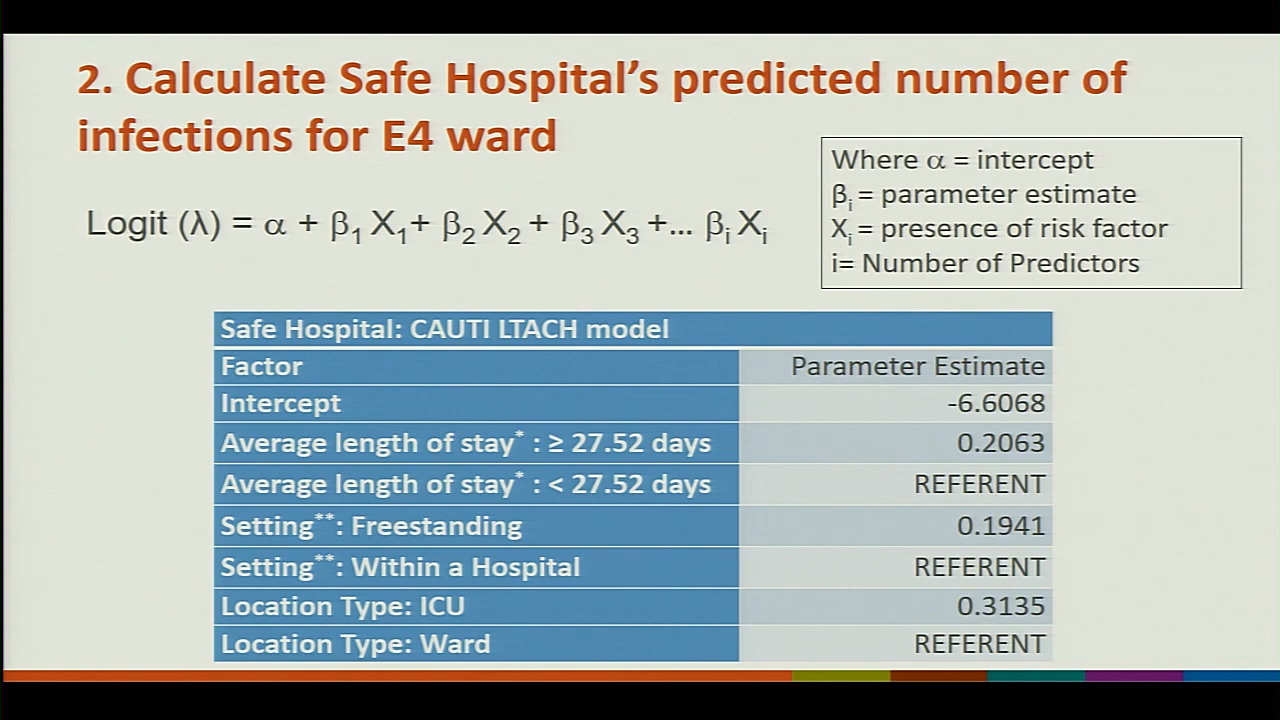 2. Calculate Safe Hospital’s predicted number of
infections for E4 ward
Where α = intercept
βi = parameter estimate
Xi = presence of risk factor
i= Number of Predictors
Logit (λ) = α + β1 X1+ β2 X2 + β3 X3 +... βi Xi
Safe Hospital: CAUTI LTACH model
Factor Parameter Estimate
Intercept -6.6068
Average length of stay* : ≥ 27.52 days 0.2063
Average length of stay* : < 27.52 days REFERENT
Setting**: Freestanding 0.1941
Setting**: Within a Hospital REFERENT
Location Type: ICU 0.3135
Location Type: Ward REFERENT